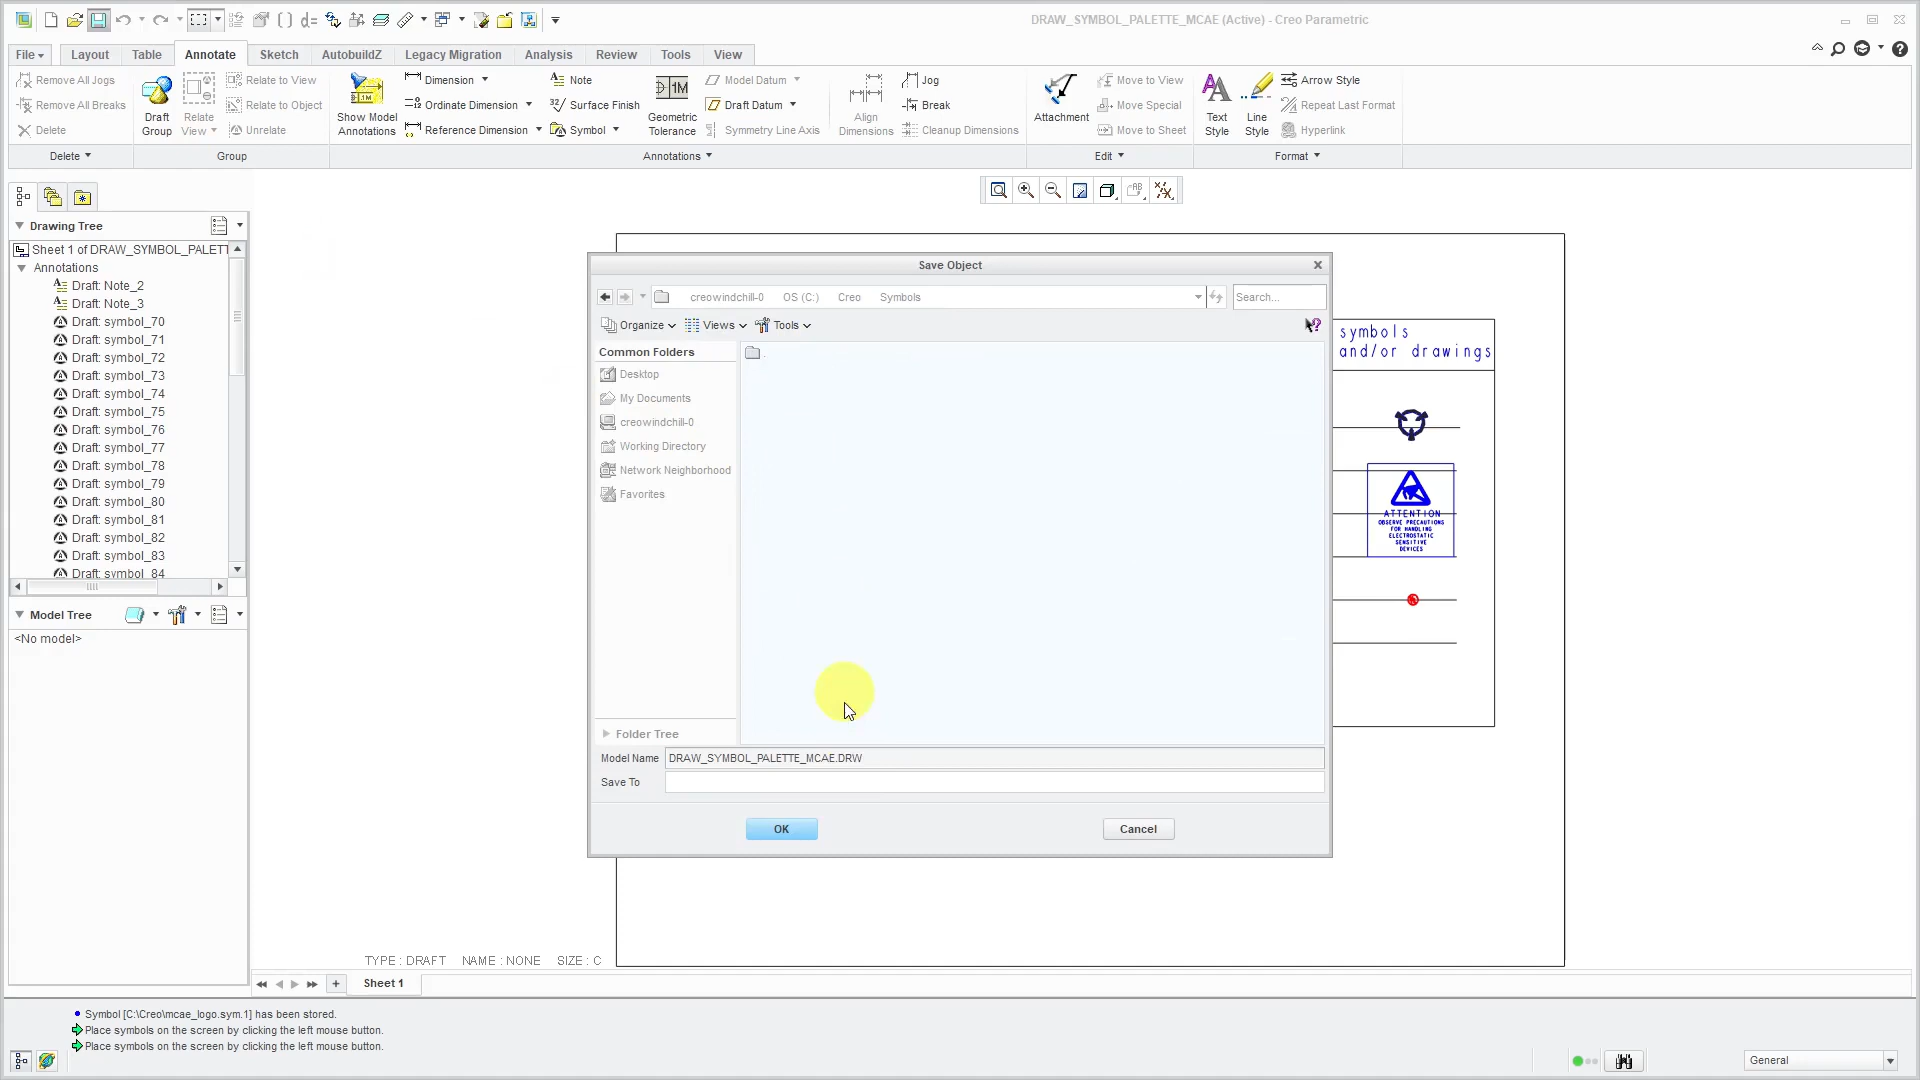 DRAW_SYMBOL_PALETTE_MCAE (Active) - Creo Parametric
File
Layout
Table
Annotate
Sketch
AutobuildZ
Legacy Migration
Analysis
Review
Tools
View
Remove All Jogs
Remove All Breaks
Delete
Draft Group
Relate View
Relate to View
Relate to Object
Unrelate
Show Model Annotations
Dimension
Ordinate Dimension
Reference Dimension
Note
Surface Finish
Symbol
Geometric Tolerance
Model Datum
Draft Datum
Symmetry Line Axis
Align Dimensions
Jog
Break
Cleanup Dimensions
Attachment
Move to View
Move Special
Move to Sheet
Text Style
Line Style
Arrow Style
Repeat Last Format
Hyperlink
Delete
Group
Annotations
Edit
Format
Drawing Tree
Sheet 1 of DRAW_SYMBOL_PALETT
Annotations
Draft: Note_2
Draft: Note_3
Draft: symbol_70
Draft: symbol_71
Draft: symbol_72
Draft: symbol_73
Draft: symbol_74
Draft: symbol_75
Draft: symbol_76
Draft: symbol_77
Draft: symbol_78
Draft: symbol_79
Draft: symbol_80
Draft: symbol_81
Draft: symbol_82
Draft: symbol_83
Draft: symbol_84
Model Tree
<No model>
Save Object
creowindchill-0
OS (C:)
Creo
Symbols
Search...
Organize
Views
Tools
Common Folders
Desktop
My Documents
creowindchill-0
Working Directory
Network Neighborhood
Favorites
Folder Tree
Model Name
DRAW_SYMBOL_PALETTE_MCAE.DRW
Save To
OK
Cancel
symbols
and/or drawings
ATTENTION
OBSERVE PRECAUTIONS
FOR HANDLING
ELECTROSTATIC
SENSITIVE
DEVICES
TYPE : DRAFT NAME : NONE SIZE : C
Sheet 1
Symbol [C:\Creo\mcae_logo.sym.1] has been stored.
Place symbols on the screen by clicking the left mouse button.
Place symbols on the screen by clicking the left mouse button.
General